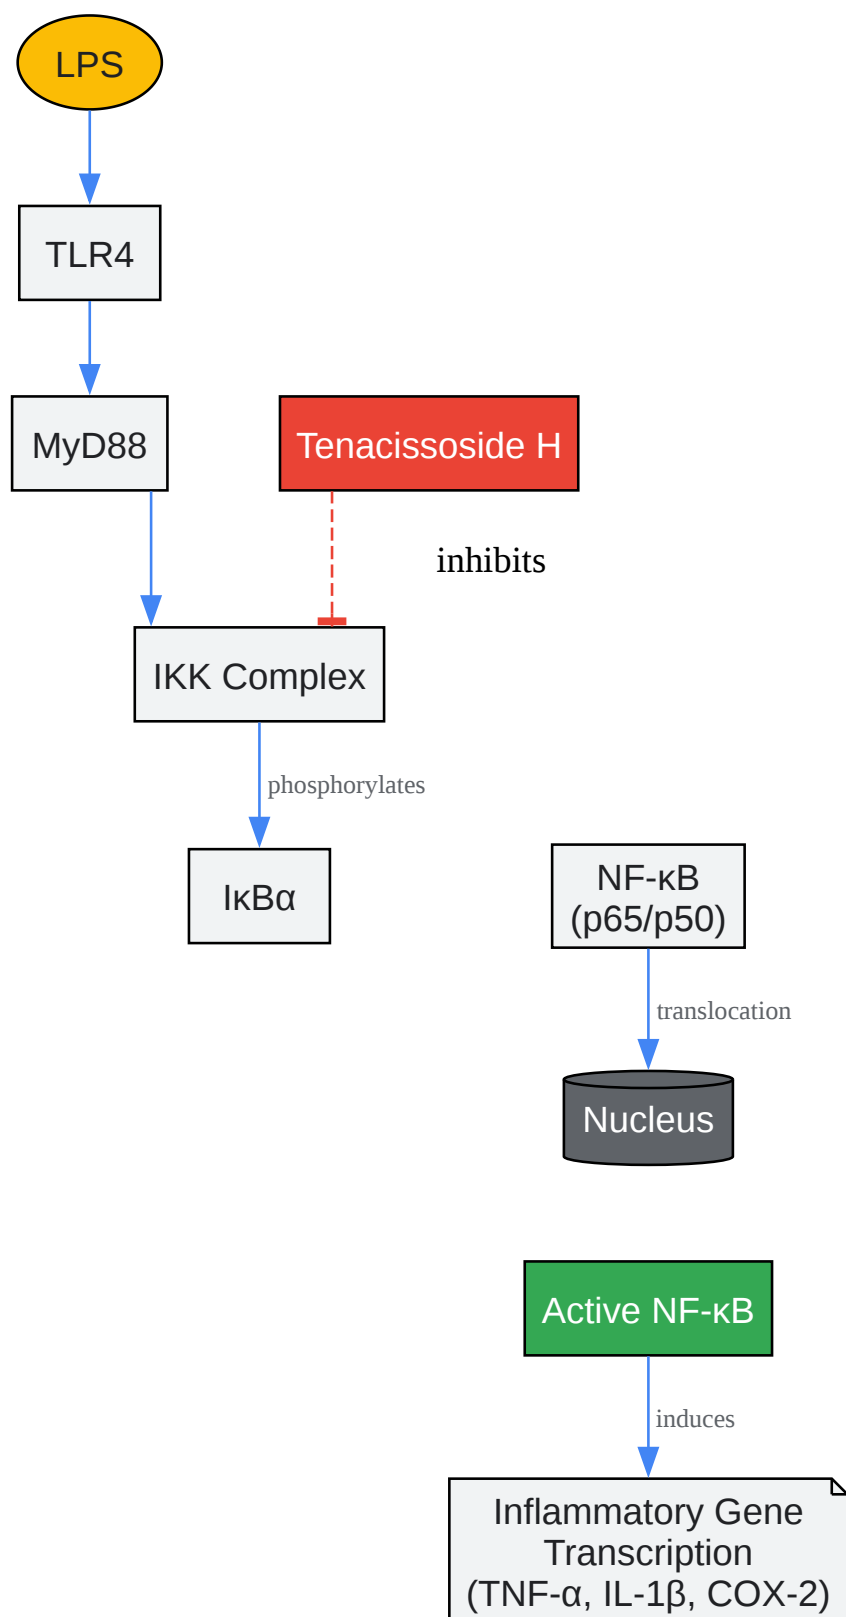 LPS
TLR4
MyD88
Tenacissoside H
inhibits
IKK Complex
phosphorylates
IκBα
NF-κB
(p65/p50)
translocation
Nucleus
Active NF-κB
induces
Inflammatory Gene
Transcription
(TNF-α, IL-1β, COX-2)